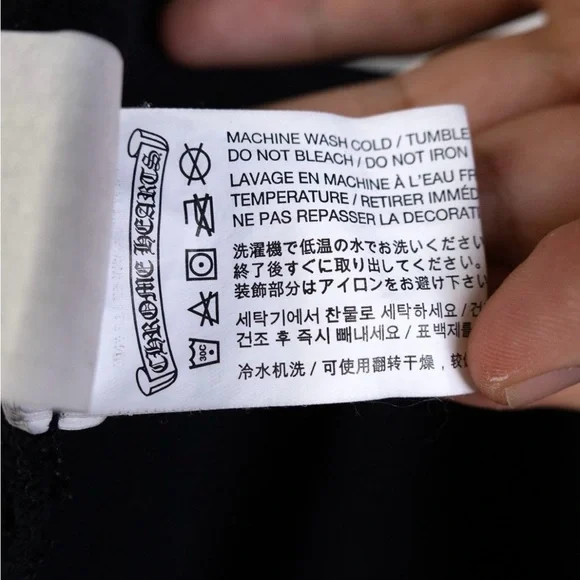 CHROME HEARTS
30C
MACHINE WASH COLD / TUMBLE
DO NOT BLEACH / DO NOT IRON
LAVAGE EN MACHINE À L'EAU FR
TEMPERATURE / RETIRER IMMÉD
NE PAS REPASSER LA DECORATI
洗濯機で低温の水でお洗いください
終了後すぐに取り出してください
装飾部分はアイロンをお避け下さい
세탁기에서 찬물로 세탁하세요 / 건
건조 후 즉시 빼내세요 / 표백제를
冷水机洗 / 可使用翻转干燥，较